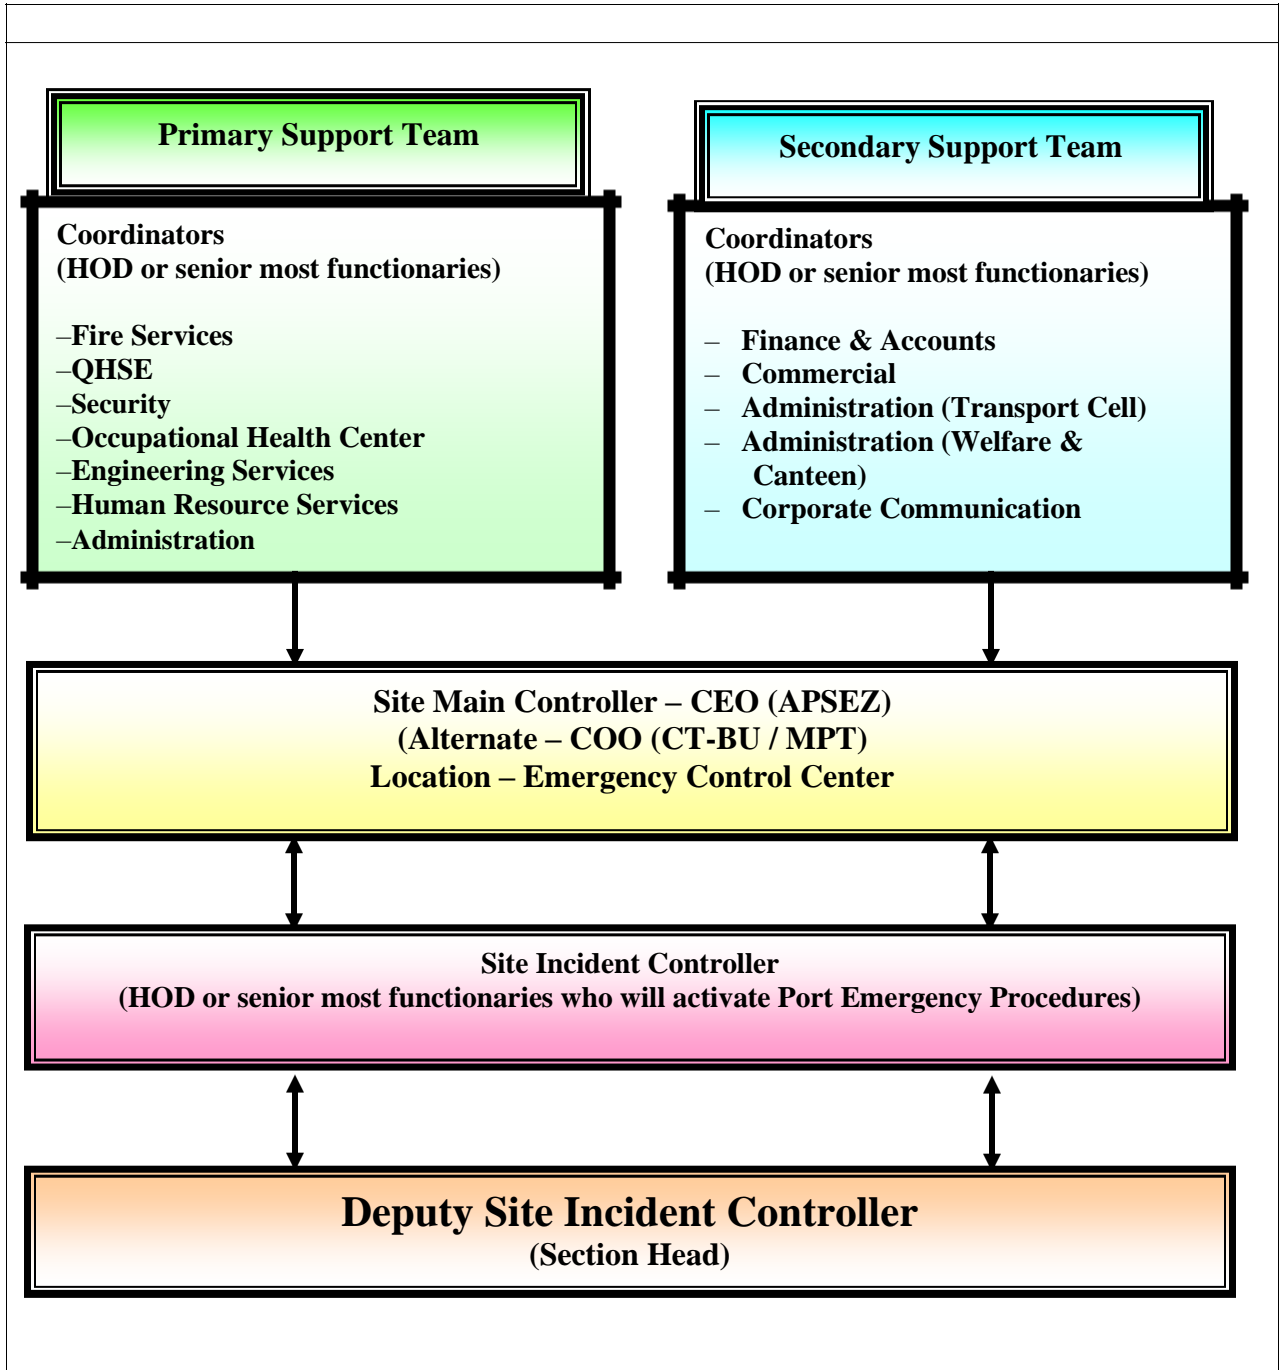 Primary Support Team
Coordinators
(HOD or senior most functionaries)
–Fire Services
–QHSE
–Security
–Occupational Health Center
–Engineering Services
–Human Resource Services
–Administration
Secondary Support Team
Coordinators
(HOD or senior most functionaries)
– Finance & Accounts
– Commercial
– Administration (Transport Cell)
– Administration (Welfare &
Canteen)
– Corporate Communication
Site Main Controller – CEO (APSEZ)
(Alternate – COO (CT-BU / MPT)
Location – Emergency Control Center
Site Incident Controller
(HOD or senior most functionaries who will activate Port Emergency Procedures)
Deputy Site Incident Controller
(Section Head)